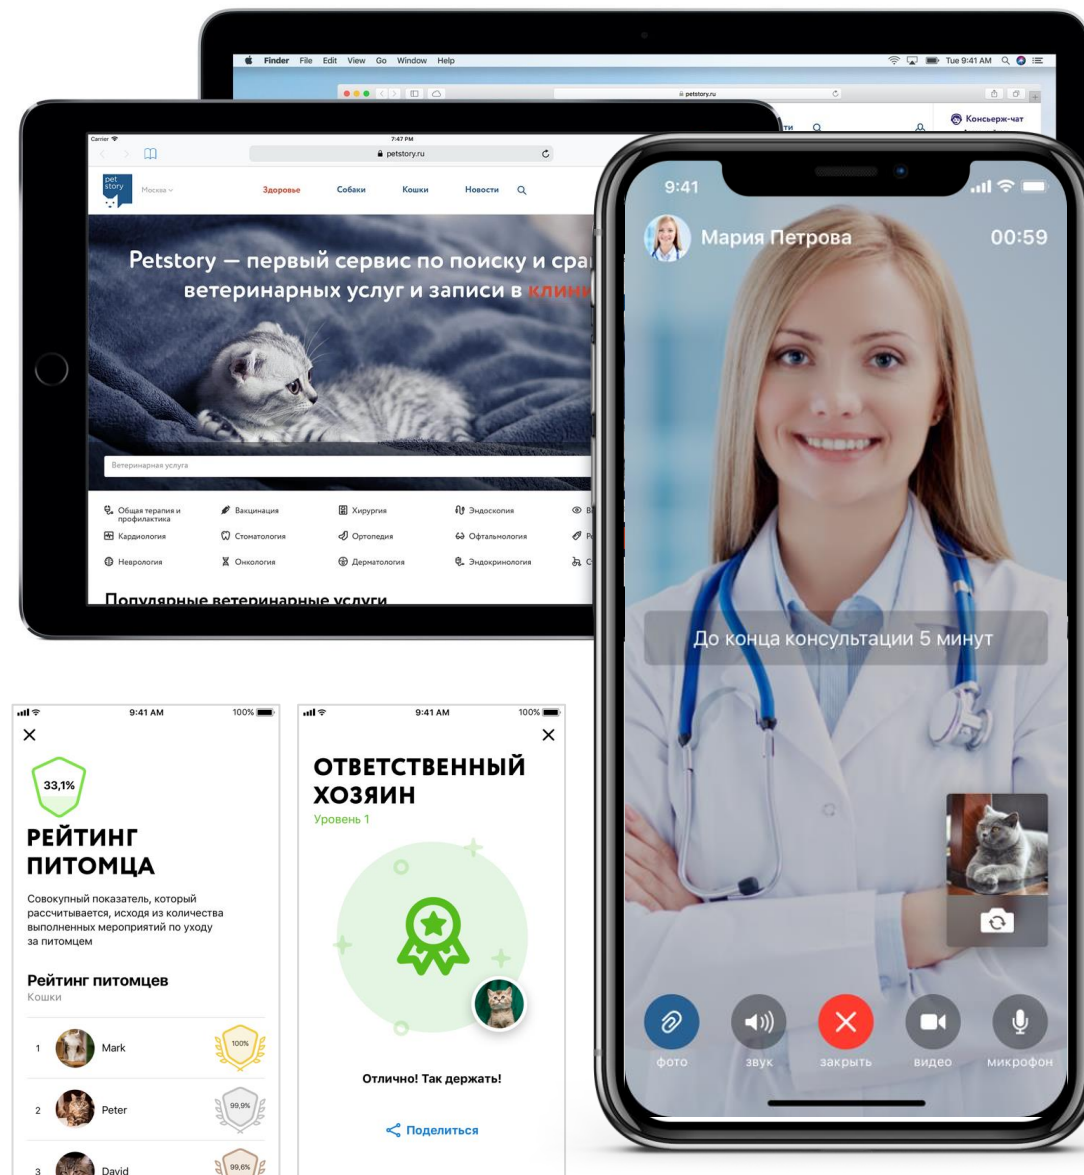 Finder File Edit View Go Window Help
Tue 9:41 AM
petstory.ru
Консьерж-чат
Carrier
7:47 PM
petstory.ru
pet
story
Москва
Здоровье Собаки Кошки Новости
Petstory — первый сервис по поиску и
ветеринарных услуг и записи в
Ветеринарная услуга
Общая терапия и
профилактика
Вакцинация
Хирургия
Эндоскопия
Кардиология
Стоматология
Ортопедия
Офтальмология
Неврология
Онкология
Дерматология
Эндокринология
Популярные ветеринарные услуги
9:41
Мария Петрова
00:59
До конца консультации 5 минут
фото
звук
закрыть
видео
микрофон
9:41 AM
100%
33,1%
РЕЙТИНГ
ПИТОМЦА
Совокупный показатель, который
рассчитывается, исходя из количества
выполненных мероприятий по уходу
за питомцем
Рейтинг питомцев
Кошки
1 Mark 100%
2 Peter 99,9%
3 David 99,6%
9:41 AM
100%
ОТВЕТСТВЕННЫЙ
ХОЗЯИН
Уровень 1
Отлично! Так держать!
Поделиться